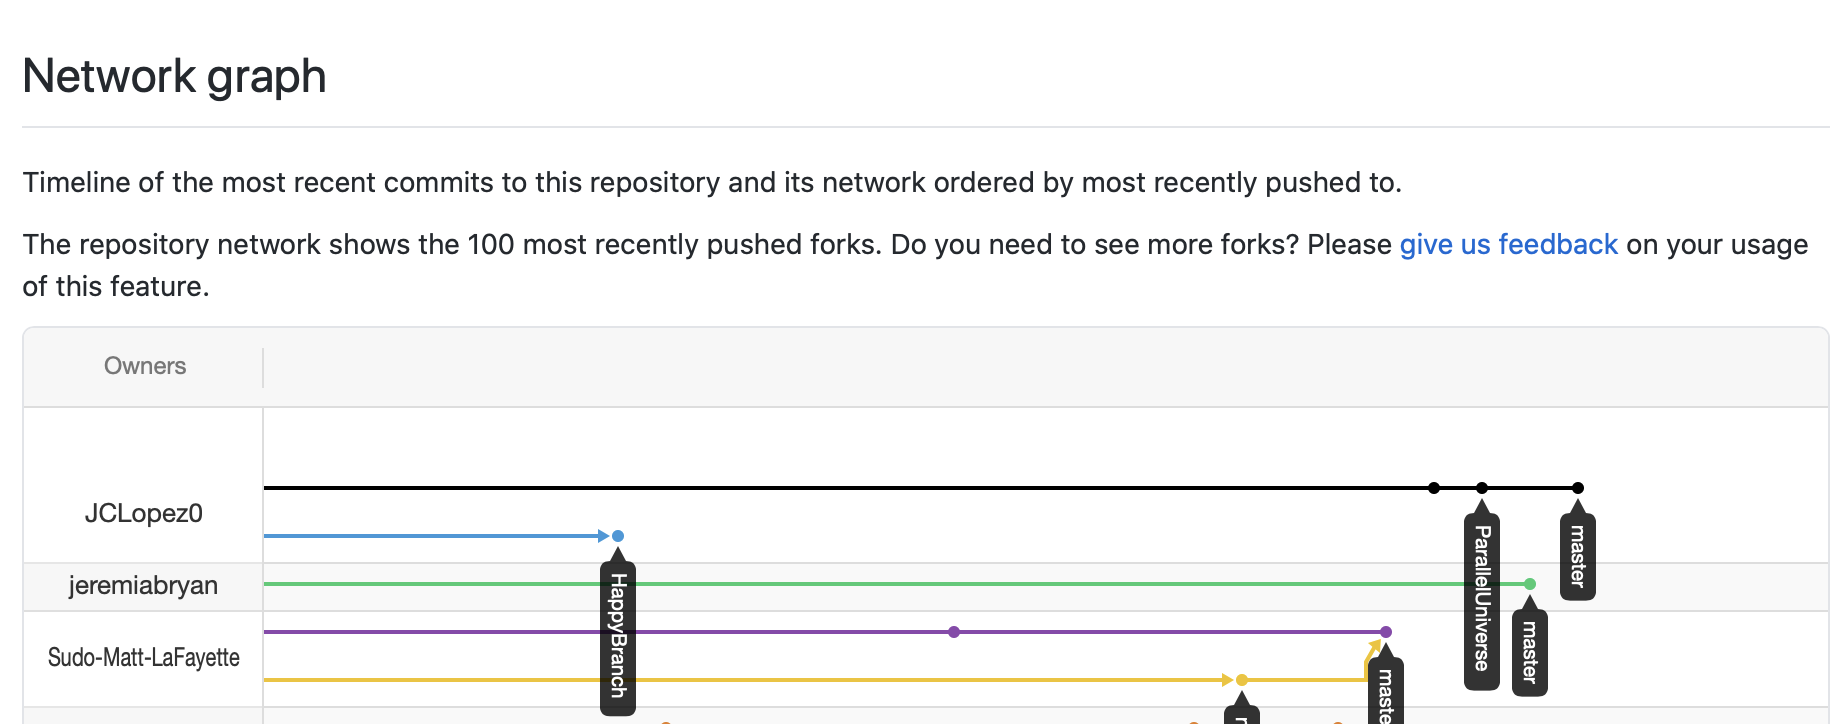 Network graph
Timeline of the most recent commits to this repository and its network ordered by most recently pushed to.
The repository network shows the 100 most recently pushed forks. Do you need to see more forks? Please give us feedback on your usage
of this feature.
Owners
JCLopez0
HappyBranch
ParallelUniverse
master
jeremiabryan
master
Sudo-Matt-LaFayette